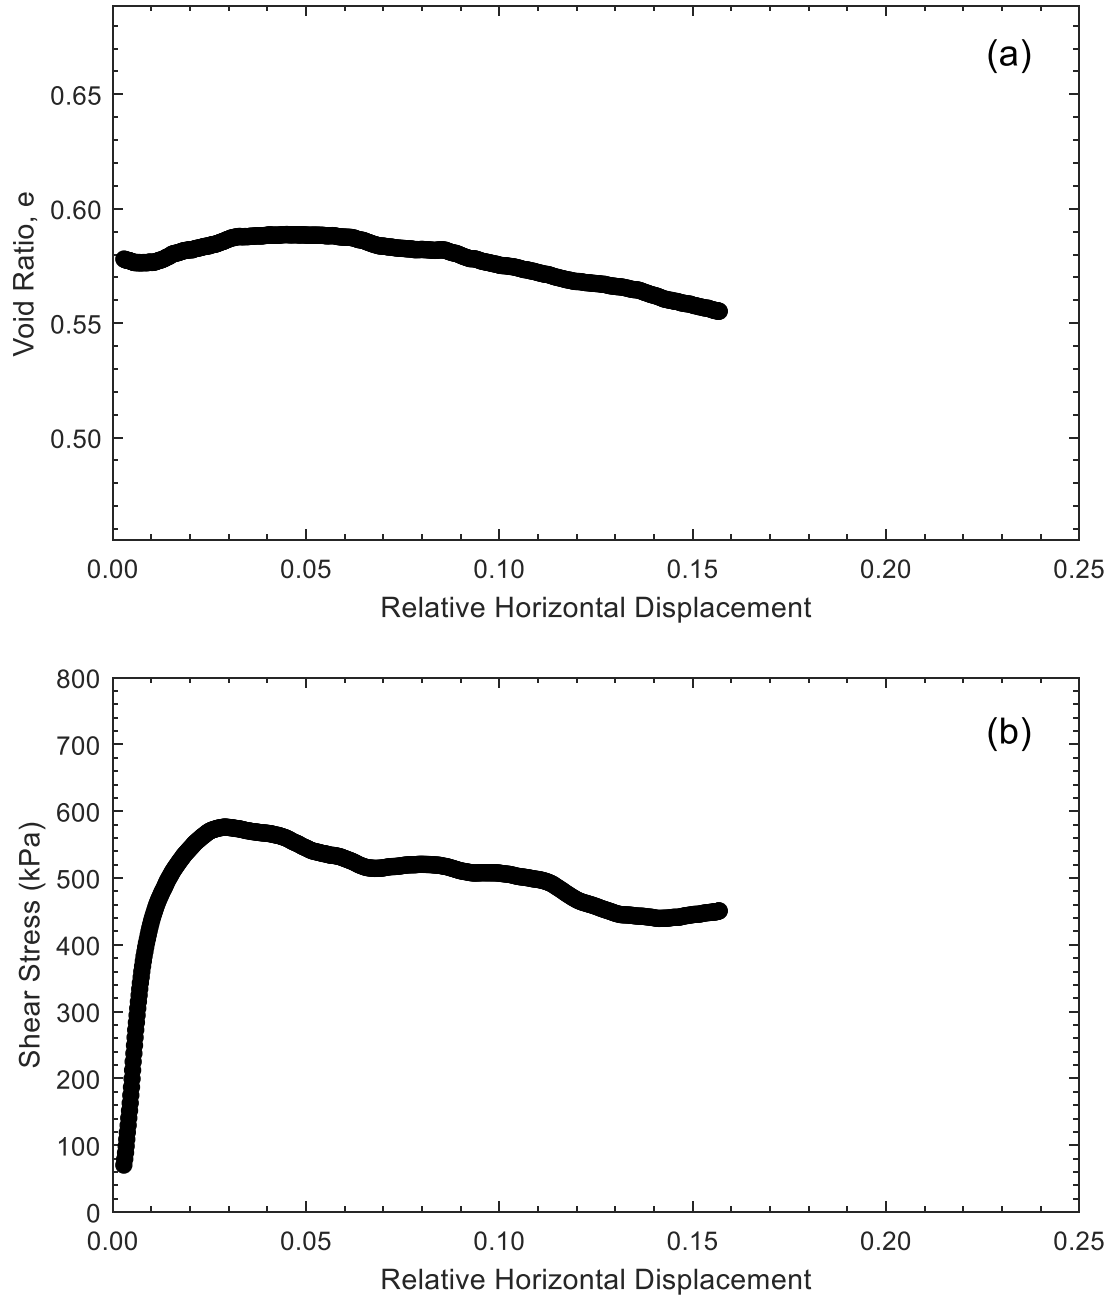 (a)
0.65
0.60
0.55
0.50
Void Ratio, e
0.00 0.05 0.10 0.15 0.20 0.25
Relative Horizontal Displacement
(b)
800
700
600
500
400
300
200
100
0
Shear Stress (kPa)
0.00 0.05 0.10 0.15 0.20 0.25
Relative Horizontal Displacement